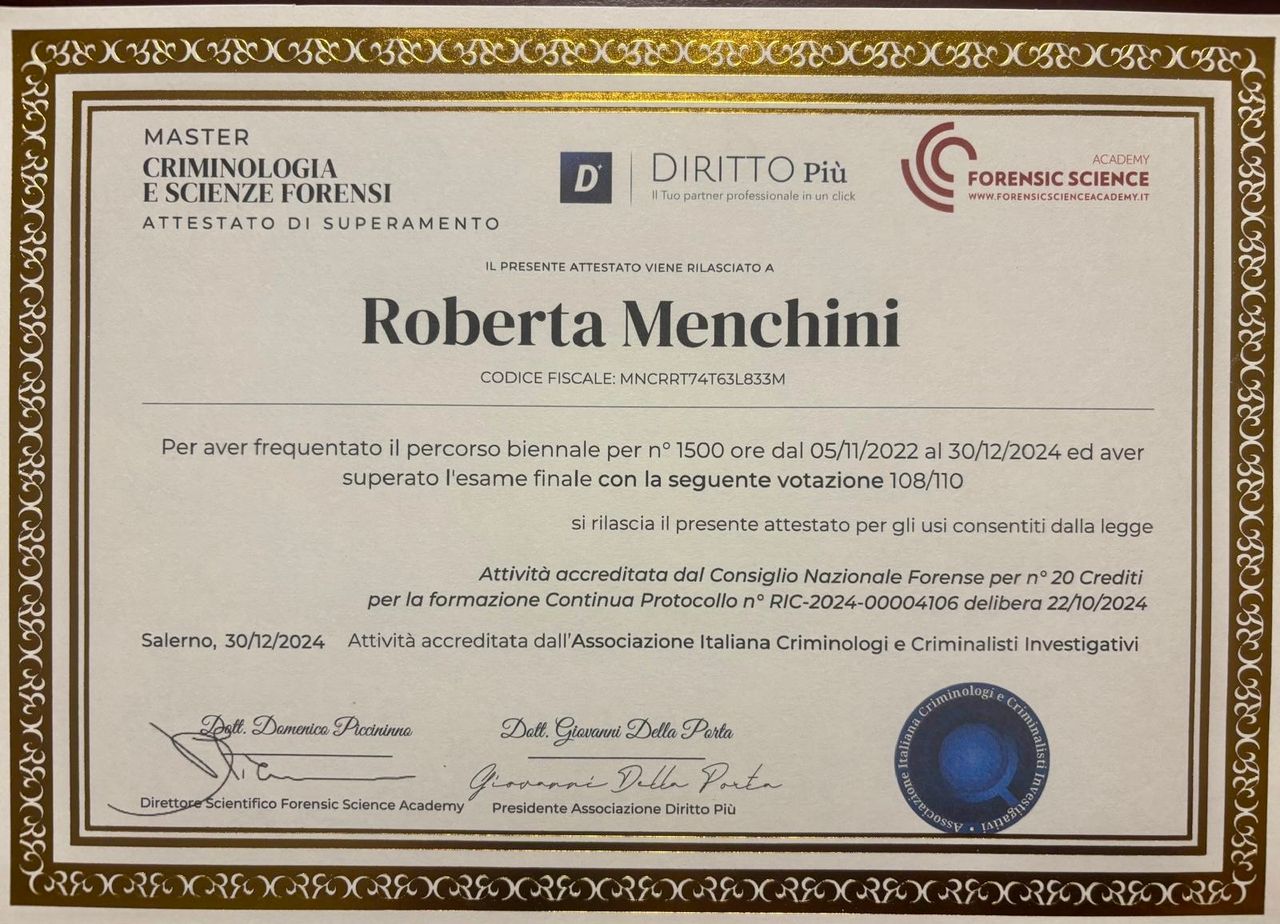 MASTER
CRIMINOLOGIA
E SCIENZE FORENSI
ATTESTATO DI SUPERAMENTO
D+
DIRITTO Più
Il Tuo partner professionale in un click
ACADEMY
FORENSIC SCIENCE
WWW.FORENSICSCIENCEACADEMY.IT
IL PRESENTE ATTESTATO VIENE RILASCIATO A
Roberta Menchini
CODICE FISCALE: MNCRRT74T63L833M
Per aver frequentato il percorso biennale per n° 1500 ore dal 05/11/2022 al 30/12/2024 ed aver
superato l'esame finale con la seguente votazione 108/110
si rilascia il presente attestato per gli usi consentiti dalla legge
Attività accreditata dal Consiglio Nazionale Forense per n° 20 Crediti
per la formazione Continua Protocollo n° RIC-2024-00004106 delibera 22/10/2024
Salerno, 30/12/2024 Attività accreditata dall'Associazione Italiana Criminologi e Criminalisti Investigativi
Dott. Domenico Piccininno
Direttore Scientifico Forensic Science Academy
Dott. Giovanni Della Porta
Giovanni Della Porta
Presidente Associazione Diritto Più
Associazione Italiana Criminologi e Criminalisti Investigativi •